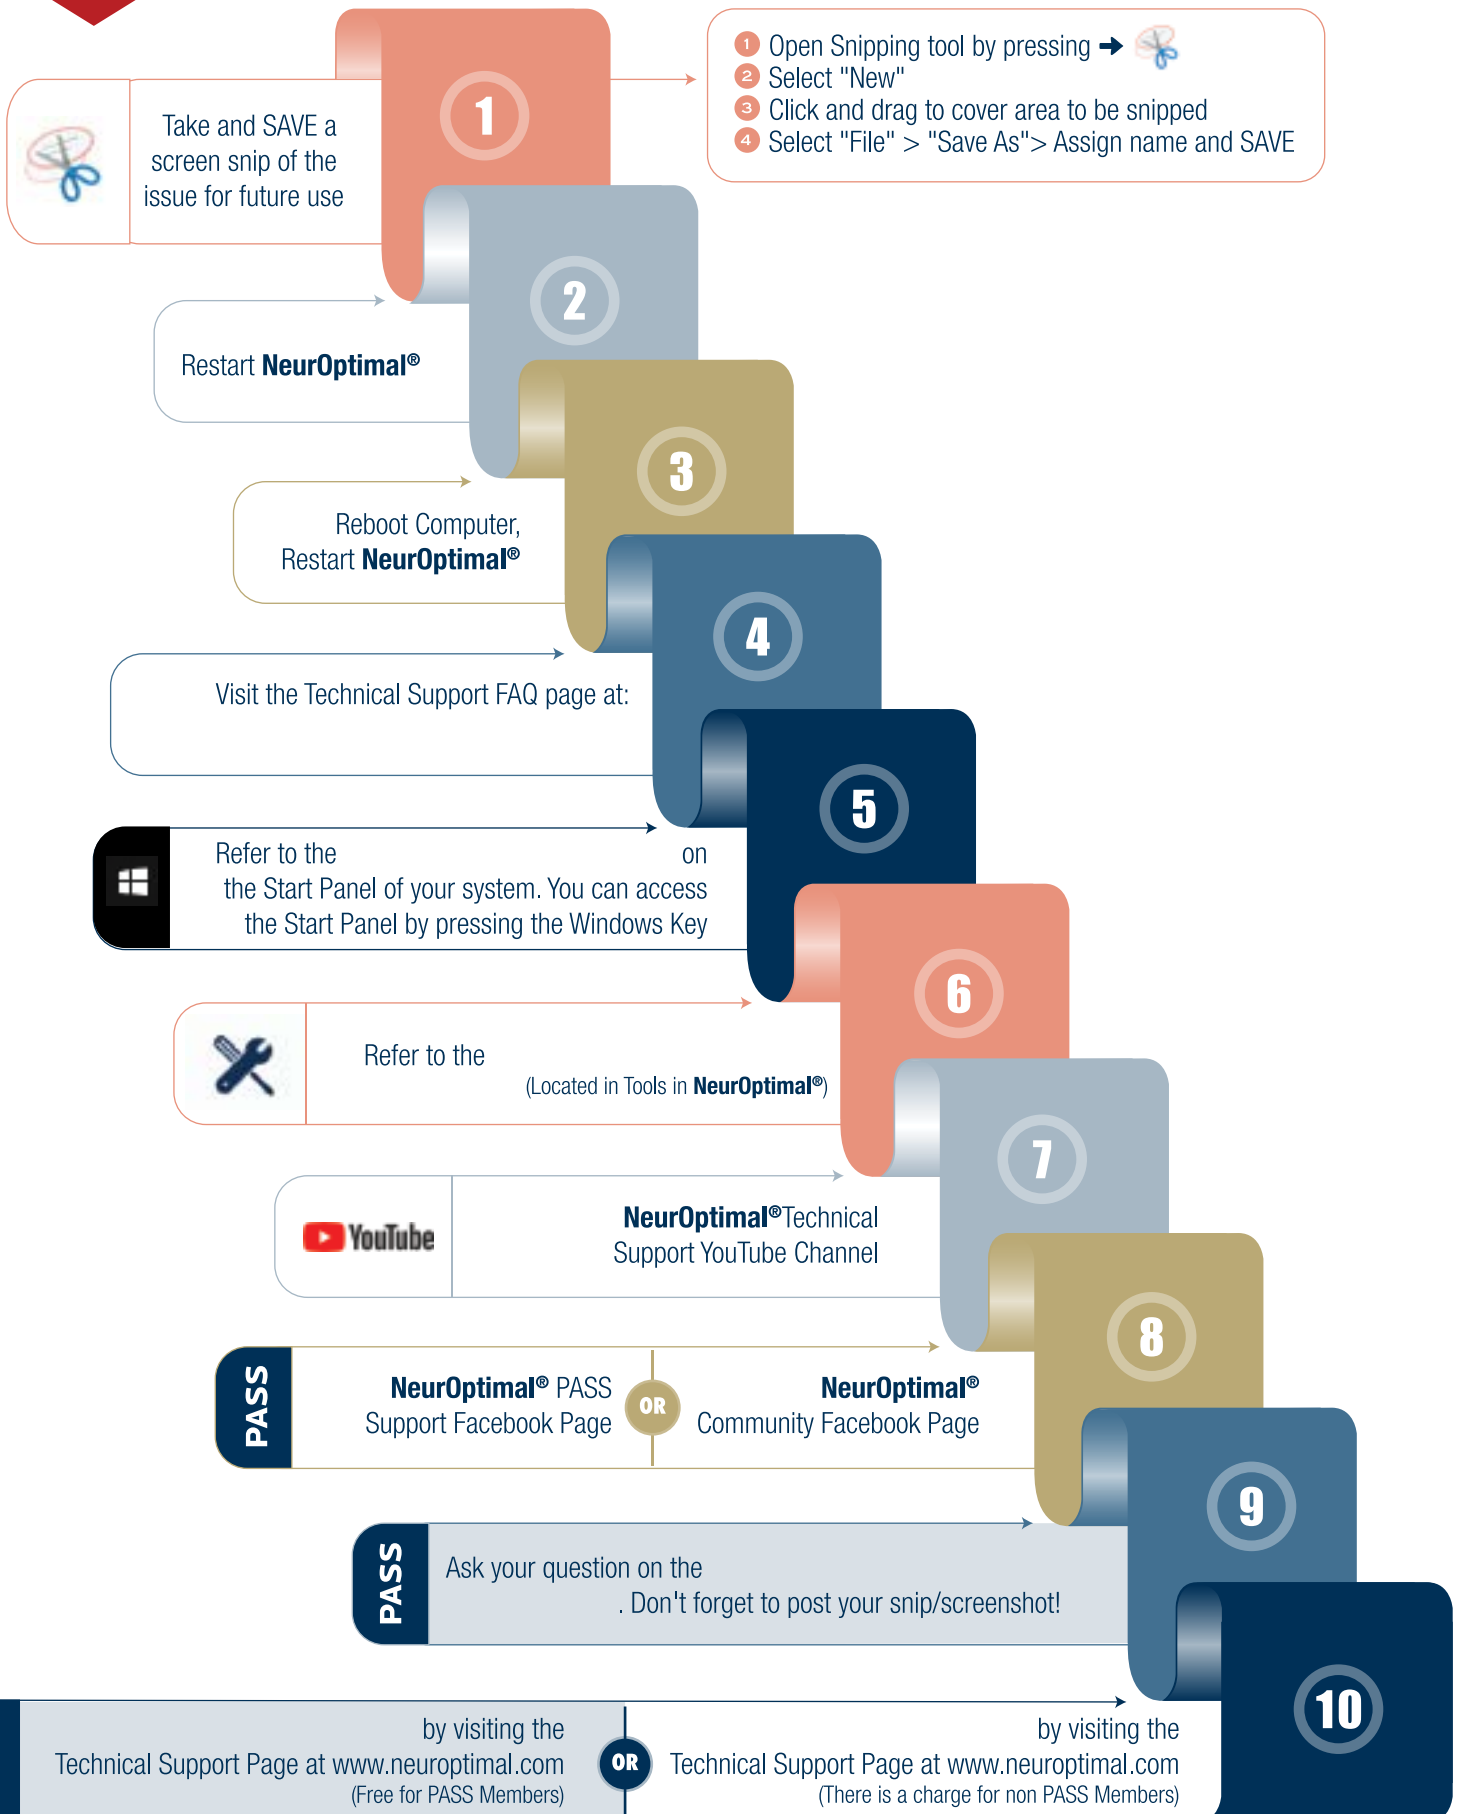 1
1 Open Snipping tool by pressing ➜
2 Select "New"
3 Click and drag to cover area to be snipped
4 Select "File" > "Save As"> Assign name and SAVE
Take and SAVE a
screen snip of the
issue for future use
2
Restart NeurOptimal®
3
Reboot Computer,
Restart NeurOptimal®
4
Visit the Technical Support FAQ page at:
5
Refer to the on
the Start Panel of your system. You can access
the Start Panel by pressing the Windows Key
6
Refer to the
(Located in Tools in NeurOptimal®)
7
YouTube
NeurOptimal®Technical
Support YouTube Channel
8
PASS
NeurOptimal® PASS
Support Facebook Page
OR
NeurOptimal®
Community Facebook Page
9
PASS
Ask your question on the
. Don't forget to post your snip/screenshot!
10
by visiting the
Technical Support Page at www.neuroptimal.com
(Free for PASS Members)
OR
by visiting the
Technical Support Page at www.neuroptimal.com
(There is a charge for non PASS Members)